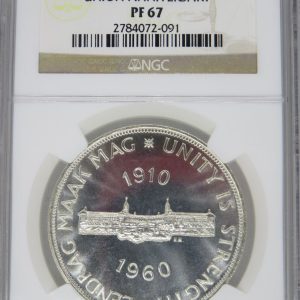 PF 67
2784072-091
NGC
EENDRAG MAAK MAG ✻ UNITY IS STRENGTH
1910
1960